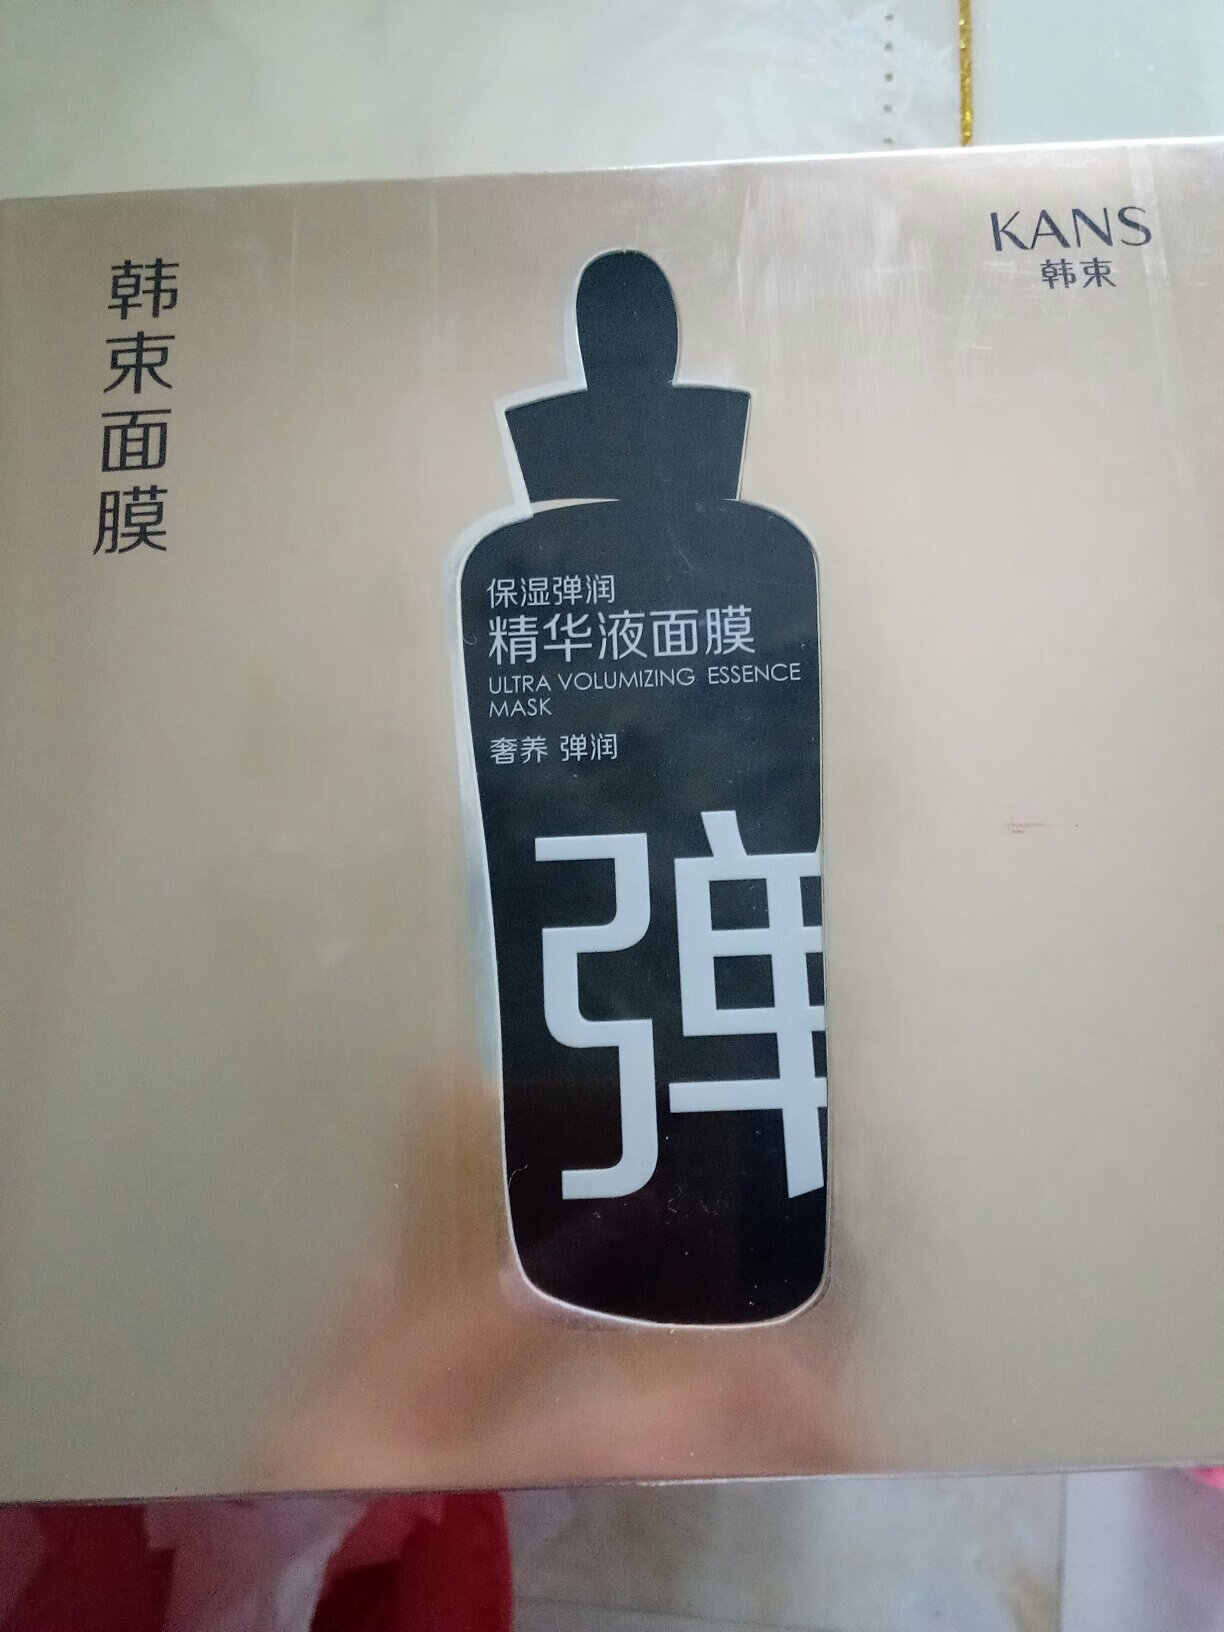 韩束面膜
KANS
韩束
保湿弹润
精华液面膜
ULTRA VOLUMIZING ESSENCE
MASK
奢养 弹润
弹